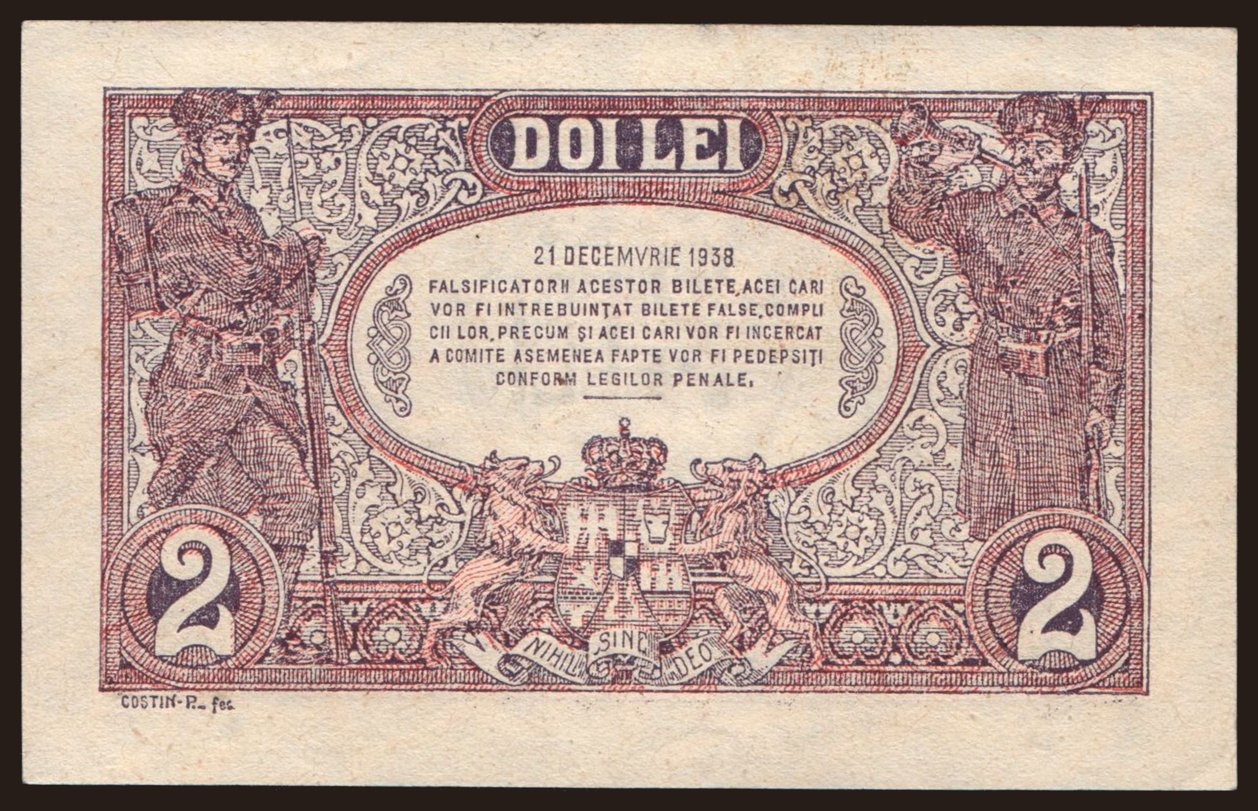 DOI LEI
21 DECEMVRIE 1938
FALSIFICATORII ACESTOR BILETE, ACEI CARI
VOR FI INTREBUINȚAT BILETE FALSE, COMPLI
CII LOR, PRECUM ȘI ACEI CARI VOR FI INCERCAT
A COMITE ASEMENEA FAPTE VOR FI PEDEPSIȚI
CONFORM LEGILOR PENALE.
2
2
NIHIL SINE DEO
COSTIN-P. fec.